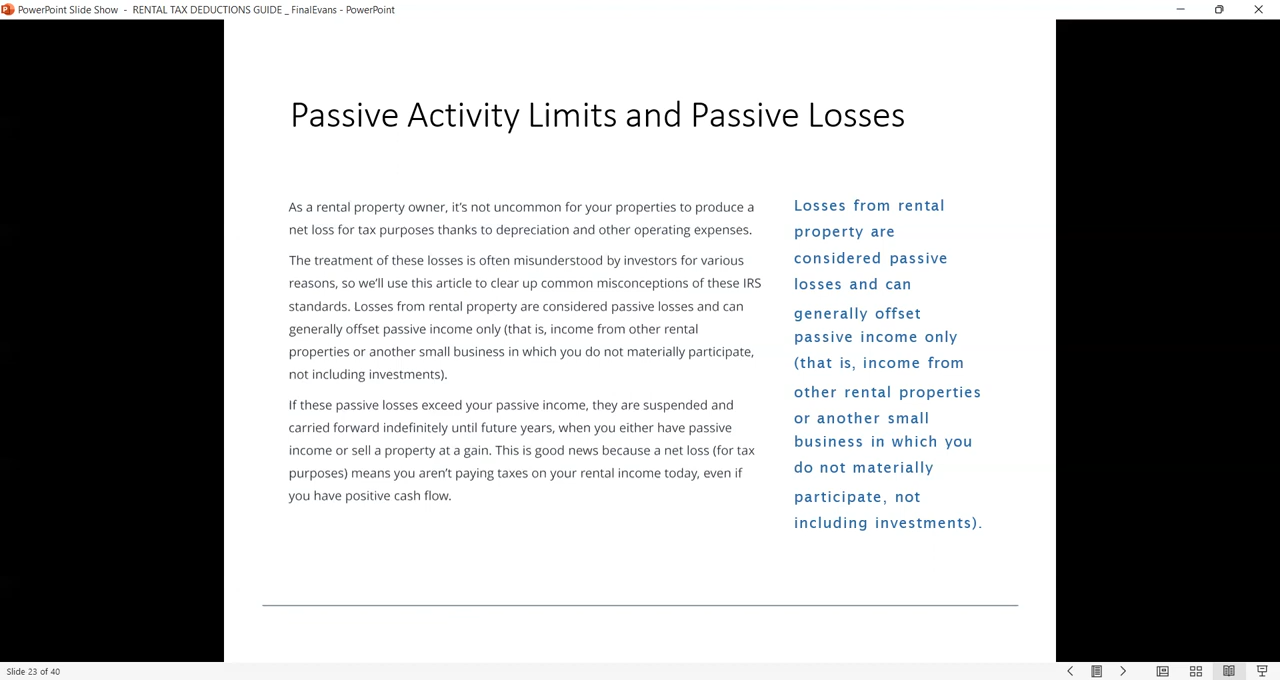 PowerPoint Slide Show - RENTAL TAX DEDUCTIONS GUIDE _ FinalEvans - PowerPoint
Passive Activity Limits and Passive Losses
As a rental property owner, it's not uncommon for your properties to produce a
net loss for tax purposes thanks to depreciation and other operating expenses.
The treatment of these losses is often misunderstood by investors for various
reasons, so we'll use this article to clear up common misconceptions of these IRS
standards. Losses from rental property are considered passive losses and can
generally offset passive income only (that is, income from other rental
properties or another small business in which you do not materially participate,
not including investments).
If these passive losses exceed your passive income, they are suspended and
carried forward indefinitely until future years, when you either have passive
income or sell a property at a gain. This is good news because a net loss (for tax
purposes) means you aren't paying taxes on your rental income today, even if
you have positive cash flow.
Losses from rental
property are
considered passive
losses and can
generally offset
passive income only
(that is, income from
other rental properties
or another small
business in which you
do not materially
participate, not
including investments).
Slide 23 of 40